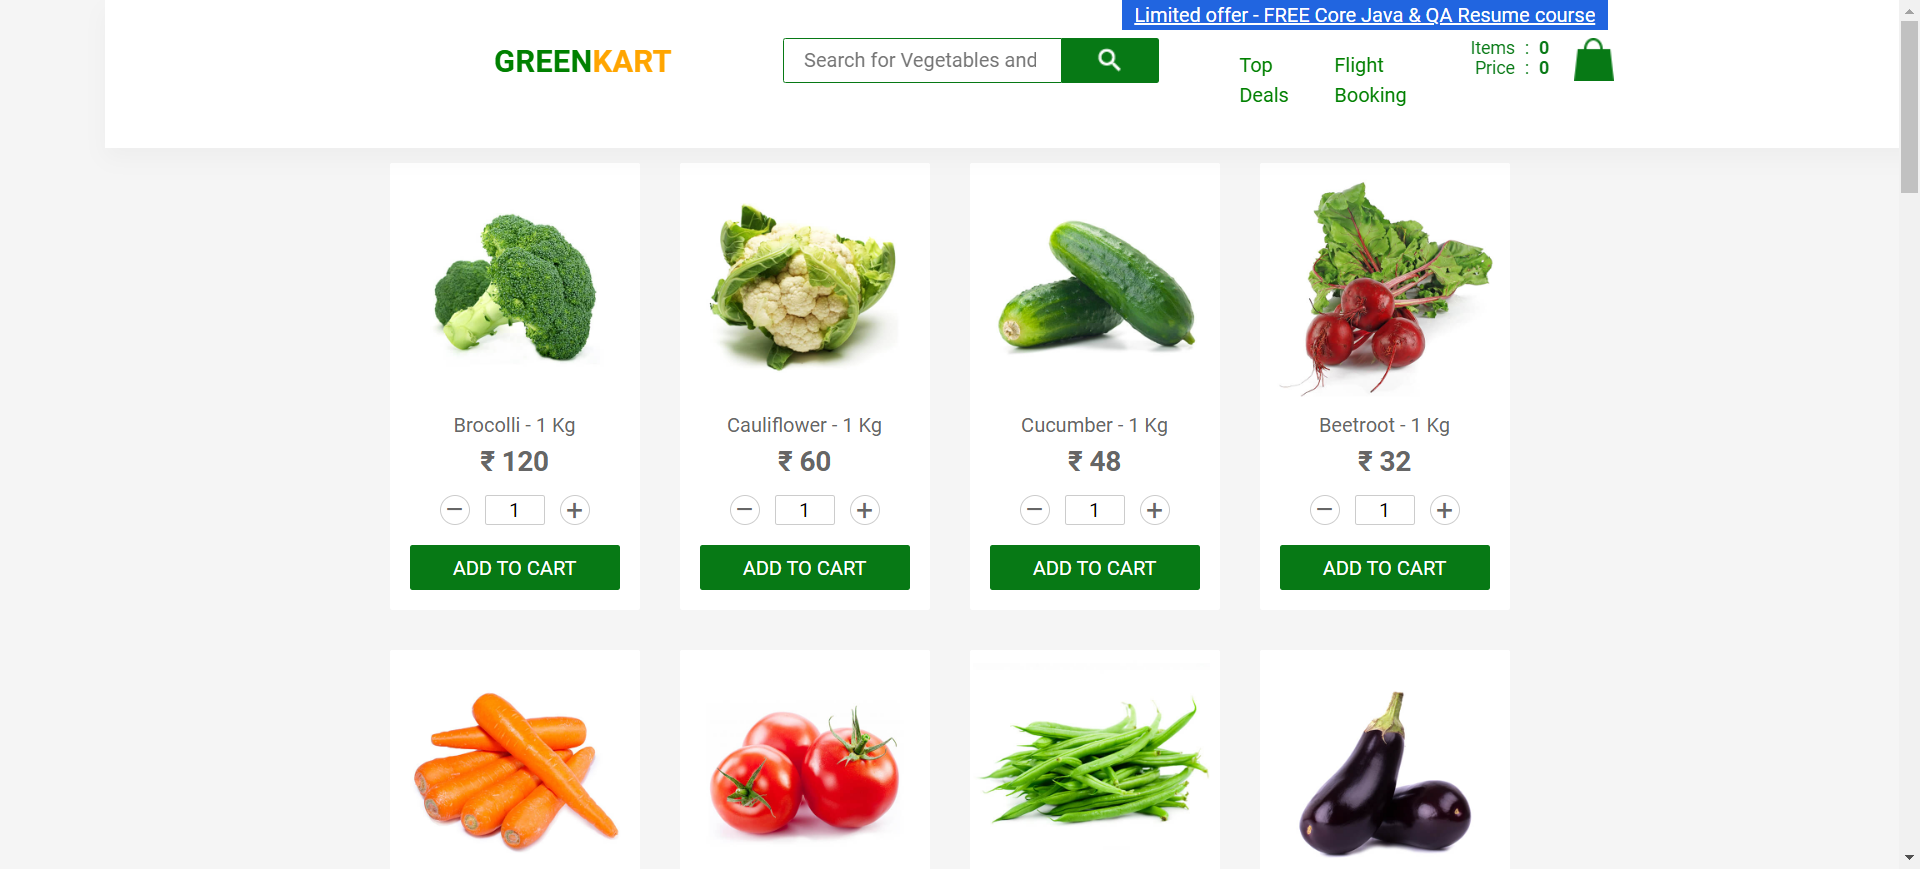 Limited offer - FREE Core Java & QA Resume course
GREENKART
Search for Vegetables and
Top Deals
Flight Booking
Items : 0
Price : 0
Brocolli - 1 Kg
₹ 120
1
ADD TO CART
Cauliflower - 1 Kg
₹ 60
1
ADD TO CART
Cucumber - 1 Kg
₹ 48
1
ADD TO CART
Beetroot - 1 Kg
₹ 32
1
ADD TO CART